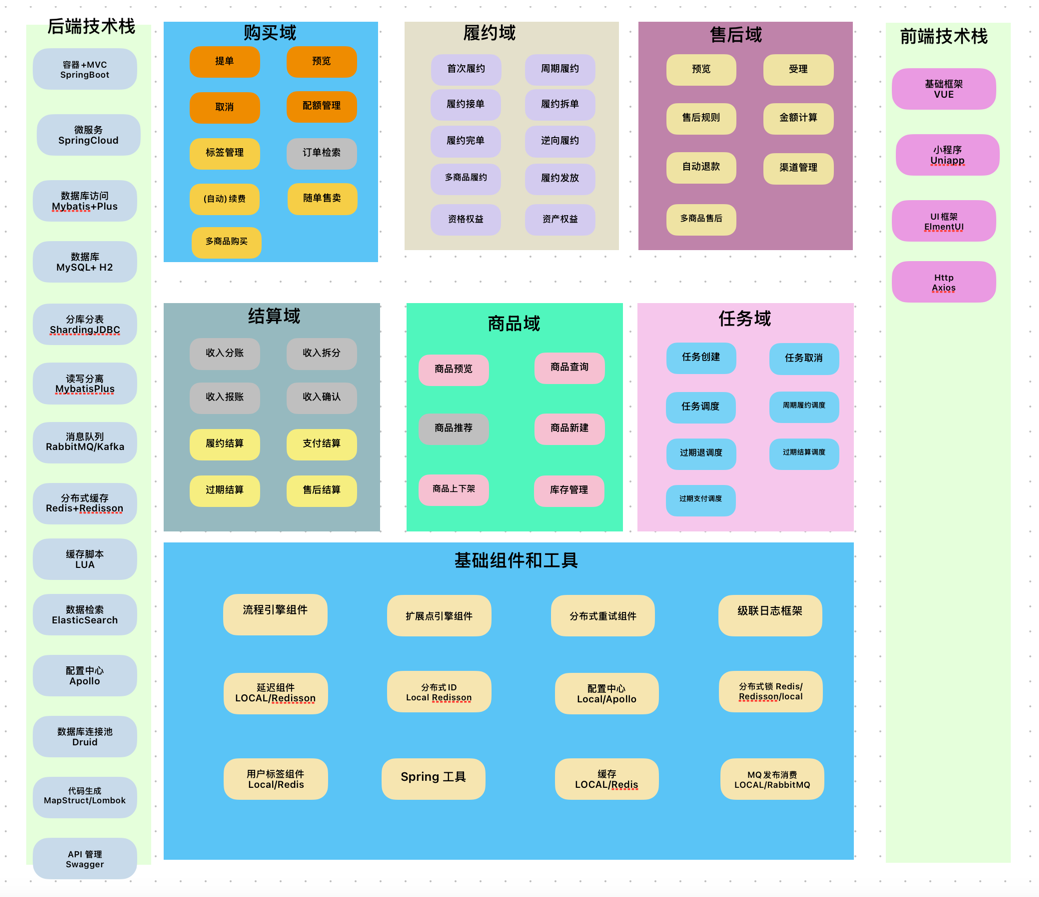 后端技术栈
容器+MVC
SpringBoot
微服务
SpringCloud
数据库访问
Mybatis+Plus
数据库
MySQL+ H2
分库分表
ShardingJDBC
读写分离
MybatisPlus
消息队列
RabbitMQ/Kafka
分布式缓存
Redis+Redisson
缓存脚本
LUA
数据检索
ElasticSearch
配置中心
Apollo
数据库连接池
Druid
代码生成
MapStruct/Lombok
API 管理
Swagger
购买域
提单
预览
取消
配额管理
标签管理
订单检索
(自动) 续费
随单售卖
多商品购买
履约域
首次履约
周期履约
履约接单
履约拆单
履约完单
逆向履约
多商品履约
履约发放
资格权益
资产权益
售后域
预览
受理
售后规则
金额计算
自动退款
渠道管理
多商品售后
结算域
收入分账
收入拆分
收入报账
收入确认
履约结算
支付结算
过期结算
售后结算
商品域
商品预览
商品查询
商品推荐
商品新建
商品上下架
库存管理
任务域
任务创建
任务取消
任务调度
周期履约调度
过期退调度
过期结算调度
过期支付调度
基础组件和工具
流程引擎组件
扩展点引擎组件
分布式重试组件
级联日志框架
延迟组件
LOCAL/Redisson
分布式 ID
Local Redisson
配置中心
Local/Apollo
分布式锁 Redis/
Redisson/local
用户标签组件
Local/Redis
Spring 工具
缓存
LOCAL/Redis
MQ 发布消费
LOCAL/RabbitMQ
前端技术栈
基础框架
VUE
小程序
Uniapp
UI 框架
ElmentUI
Http
Axios